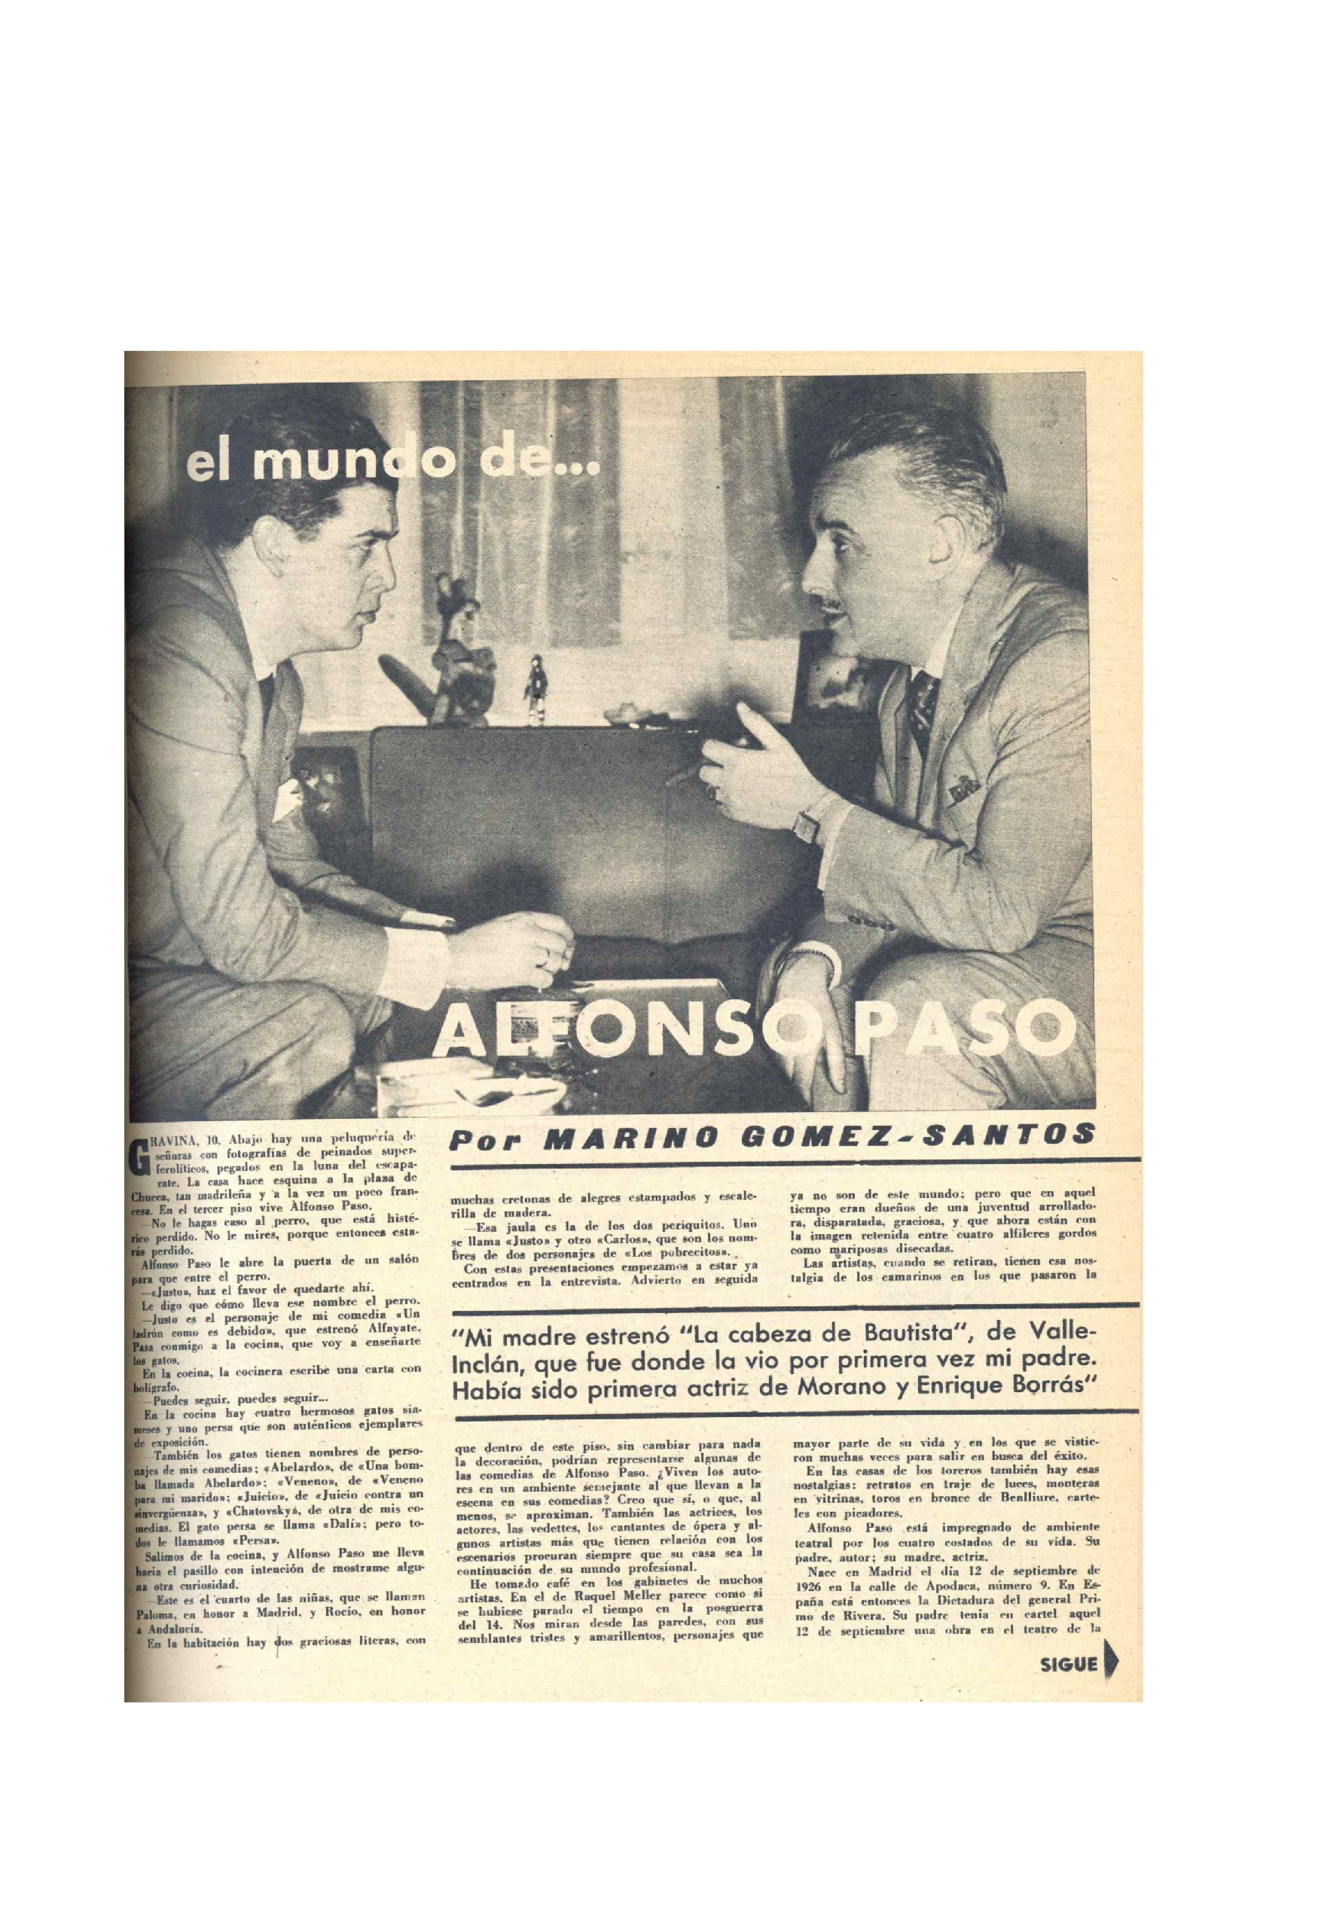 el mundo de...
ALFONSO PASO
Por MARINO GOMEZ-SANTOS
GRAVINA, 10. Abajo hay una peluquería de
señoras con fotografías de peinados super-
ferolíticos, pegados en la luna del escapa-
rate. La casa hace esquina a la plaza de
Chueca, tan madrileña y a la vez un poco fran-
cesa. En el tercer piso vive Alfonso Paso.
—No le hagas caso al perro, que está histé-
rico perdido. No le mires, porque entonces esta-
rás perdido.
Alfonso Paso le abre la puerta de un salón
para que entre el perro.
—«Justo», haz el favor de quedarte ahí.
Le digo que cómo lleva ese nombre el perro.
—Justo es el personaje de mi comedia «Un
ladrón como es debido», que estrenó Alfayate.
Pasa conmigo a la cocina, que voy a enseñarte
los gatos.
En la cocina, la cocinera escribe una carta con
bolígrafo.
—Puedes seguir, puedes seguir...
En la cocina hay cuatro hermosos gatos sia-
meses y uno persa que son auténticos ejemplares
de exposición.
—También los gatos tienen nombres de perso-
najes de mis comedias; «Abelardo», de «Una bom-
ba llamada Abelardo»; «Veneno», de «Veneno
para mi marido»; «Juicio», de «Juicio contra un
sinvergüenza», y «Chatovsky», de otra de mis co-
medias. El gato persa se llama «Dalí»; pero to-
dos le llamamos «Persa».
Salimos de la cocina, y Alfonso Paso me lleva
hacia el pasillo con intención de mostrame algu-
na otra curiosidad.
—Este es el cuarto de las niñas, que se llaman
Paloma, en honor a Madrid, y Rocío, en honor
a Andalucía.
En la habitación hay dos graciosas literas, con
muchas cretonas de alegres estampados y escale-
rilla de madera.
—Esa jaula es la de los dos periquitos. Uno
se llama «Justo» y otro «Carlos», que son los nom-
bres de dos personajes de «Los pobrecitos».
Con estas presentaciones empezamos a estar ya
centrados en la entrevista. Advierto en seguida
ya no son de este mundo; pero que en aquel
tiempo eran dueños de una juventud arrollado-
ra, disparatada, graciosa, y que ahora están con
la imagen retenida entre cuatro alfileres gordos
como mariposas disecadas.
Las artistas, cuando se retiran, tienen esa nos-
talgia de los camarinos en los que pasaron la
"Mi madre estrenó "La cabeza de Bautista", de Valle-
Inclán, que fue donde la vio por primera vez mi padre.
Había sido primera actriz de Morano y Enrique Borrás"
que dentro de este piso, sin cambiar para nada
la decoración, podrían representarse algunas de
las comedias de Alfonso Paso. ¿Viven los auto-
res en un ambiente semejante al que llevan a la
escena en sus comedias? Creo que sí, o que, al
menos, se aproximan. También las actrices, los
actores, las vedettes, los cantantes de ópera y al-
gunos artistas más que tienen relación con los
escenarios procuran siempre que su casa sea la
continuación de su mundo profesional.
He tomado café en los gabinetes de muchos
artistas. En el de Raquel Meller parece como si
se hubiese parado el tiempo en la posguerra
del 14. Nos miran desde las paredes, con sus
semblantes tristes y amarillentos, personajes que
mayor parte de su vida y en los que se vistie-
ron muchas veces para salir en busca del éxito.
En las casas de los toreros también hay esas
nostalgias: retratos en traje de luces, monteras
en vitrinas, toros en bronce de Benlliure, carte-
les con picadores.
Alfonso Paso está impregnado de ambiente
teatral por los cuatro costados de su vida. Su
padre, autor; su madre, actriz.
Nace en Madrid el día 12 de septiembre de
1926 en la calle de Apodaca, número 9. En Es-
paña está entonces la Dictadura del general Pri-
mo de Rivera. Su padre tenía en cartel aquel
12 de septiembre una obra en el teatro de la
SIGUE